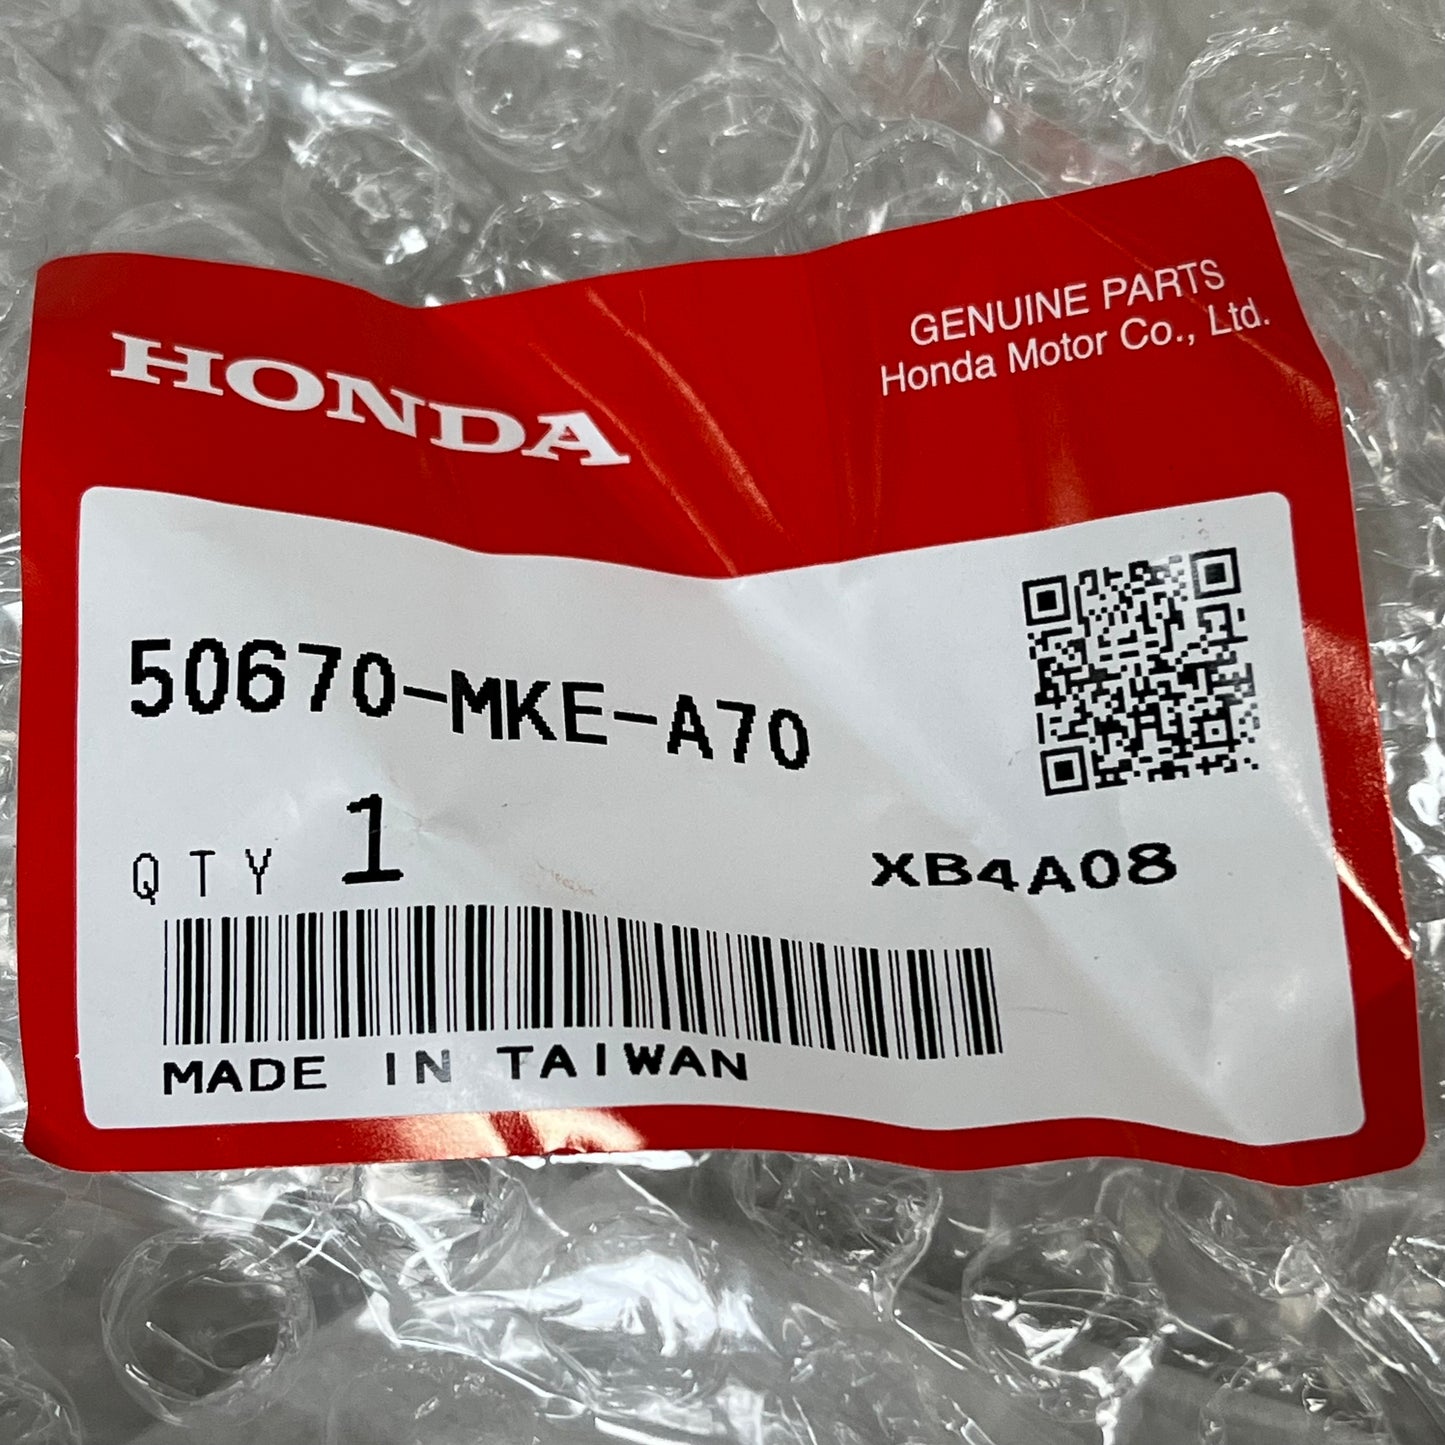 HONDA
GENUINE PARTS
Honda Motor Co., Ltd.
50670-MKE-A70
QTY 1
XB4A08
MADE IN TAIWAN